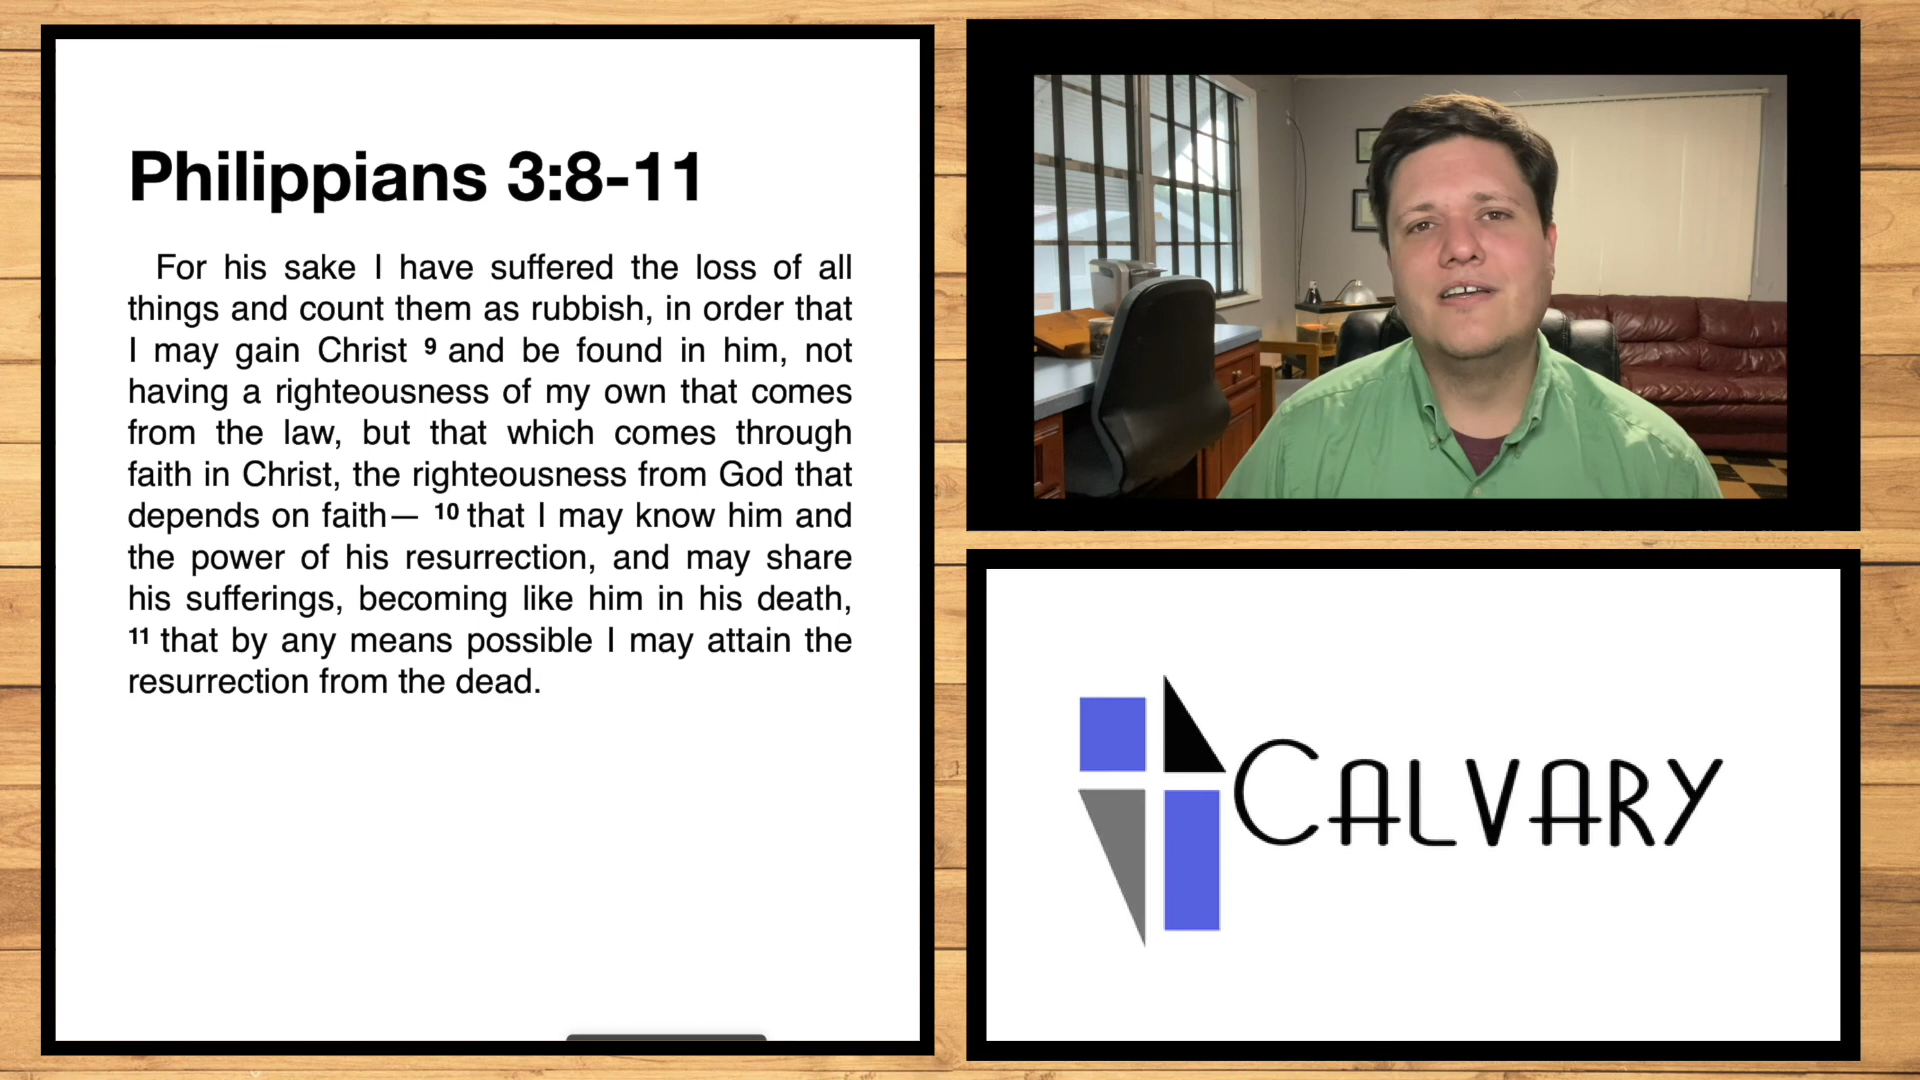 Philippians 3:8-11
For his sake I have suffered the loss of all
things and count them as rubbish, in order that
I may gain Christ 9 and be found in him, not
having a righteousness of my own that comes
from the law, but that which comes through
faith in Christ, the righteousness from God that
depends on faith— 10 that I may know him and
the power of his resurrection, and may share
his sufferings, becoming like him in his death,
11 that by any means possible I may attain the
resurrection from the dead.
CALVARY